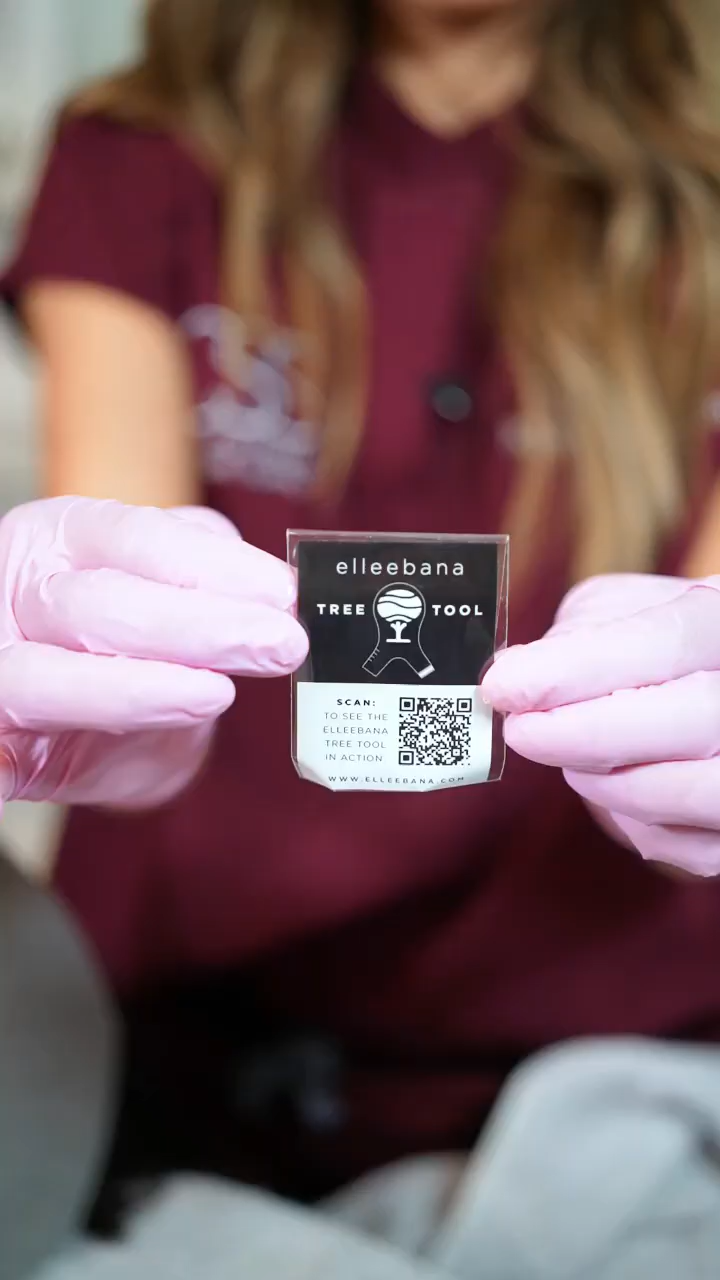 elleebana
TREE TOOL
SCAN:
TO SEE THE
ELLEEBANA
TREE TOOL
IN ACTION
WWW.ELLEEBANA.COM